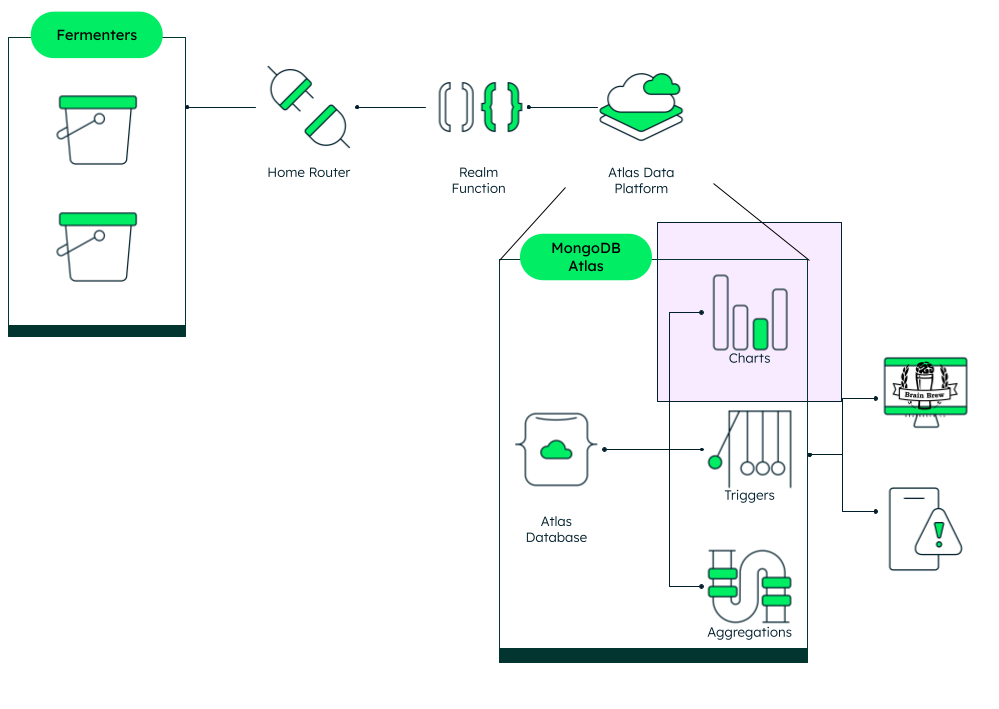 Fermenters
Home Router
Realm
Function
Atlas Data
Platform
MongoDB
Atlas
Charts
Brain Brew
Triggers
Atlas
Database
Aggregations